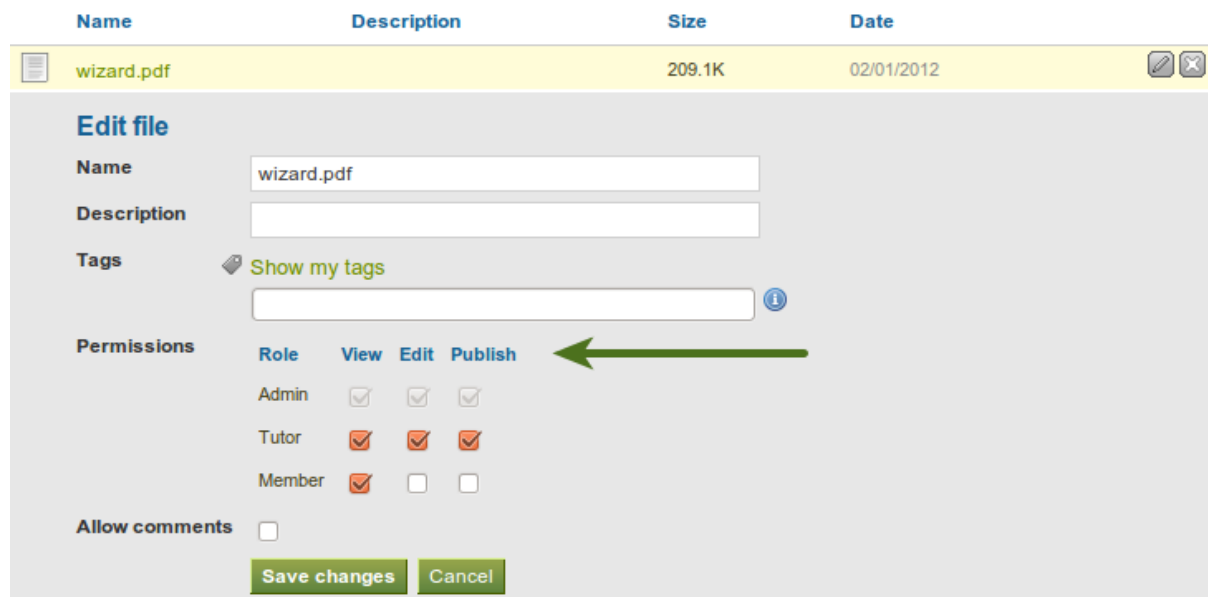 Name Description Size Date
wizard.pdf 209.1K 02/01/2012
Edit file
Name wizard.pdf
Description
Tags Show my tags
Permissions Role View Edit Publish
Admin
Tutor
Member
Allow comments
Save changes Cancel